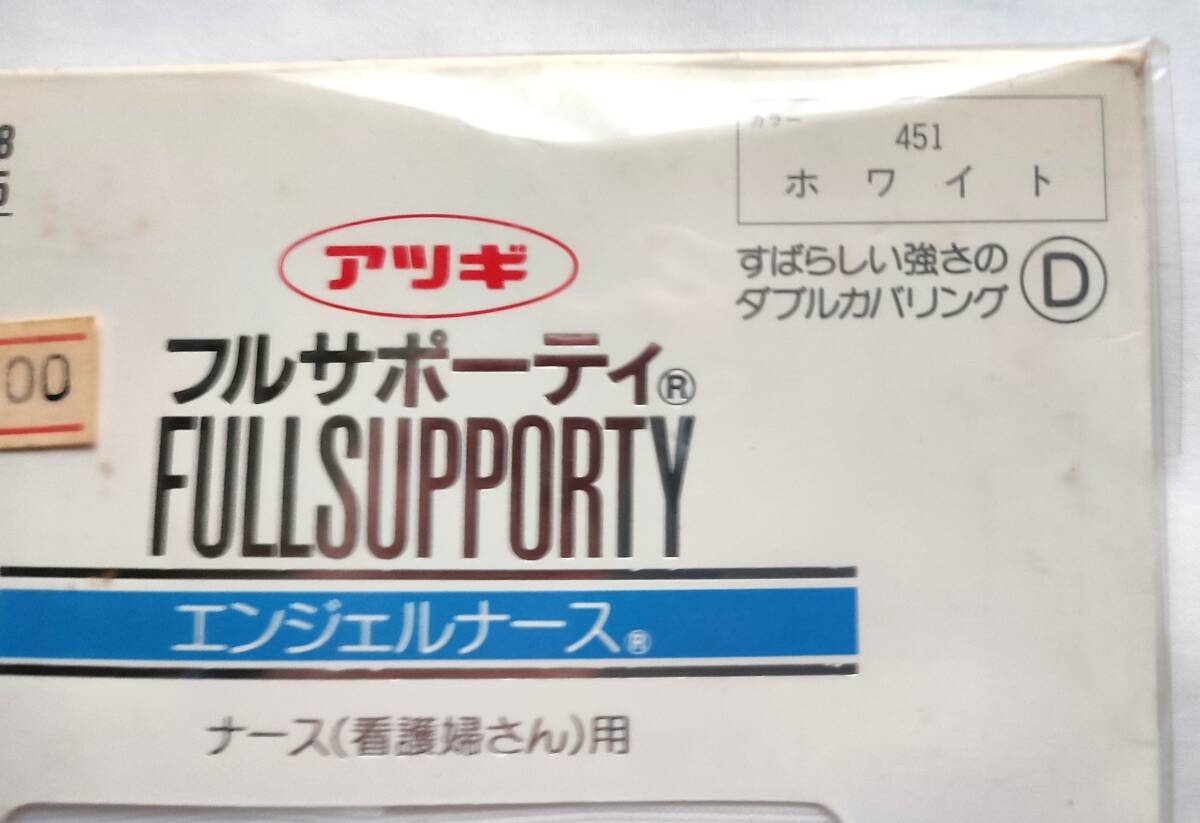 カラー
451
ホワイト
8
5
アツギ
すばらしい強さの
ダブルカバリング
D
00
フルサポーティ®
FULLSUPPORTY
エンジェルナース®
ナース(看護婦さん)用